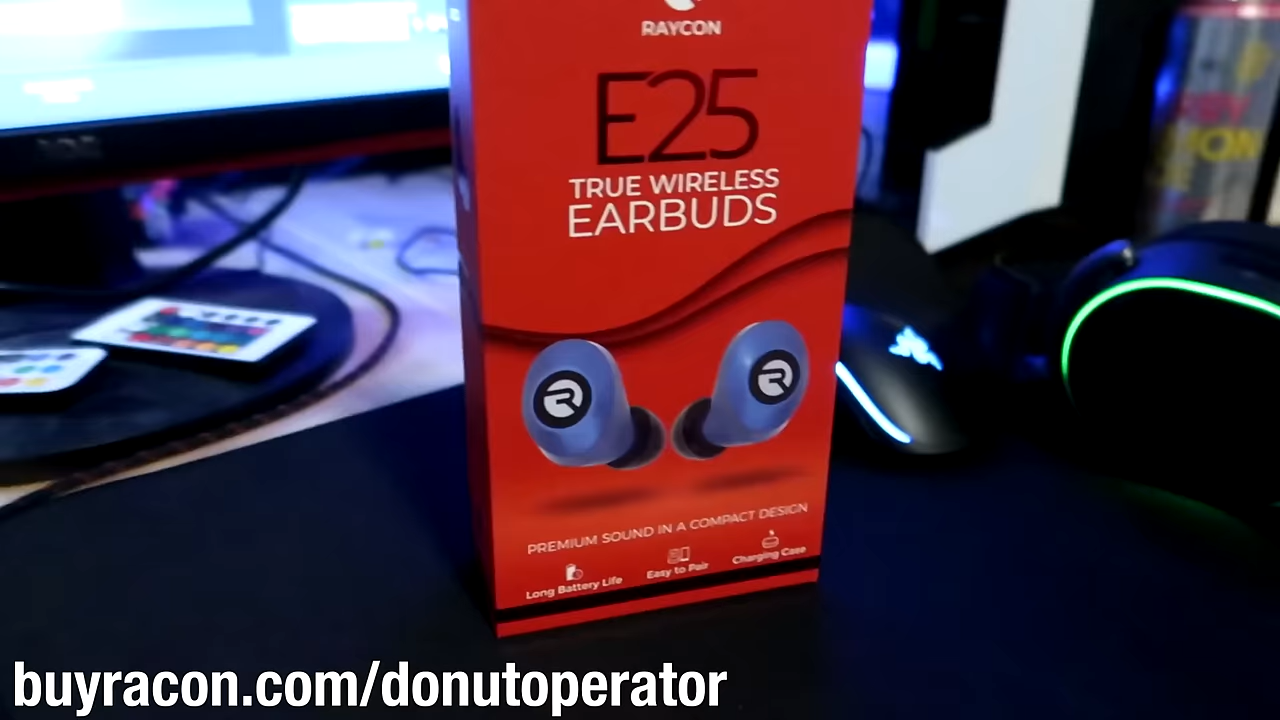 RAYCON
E25
TRUE WIRELESS
EARBUDS
PREMIUM SOUND IN A COMPACT DESIGN
Long Battery Life
Easy to Pair
Charging Case
buyracon.com/donutoperator